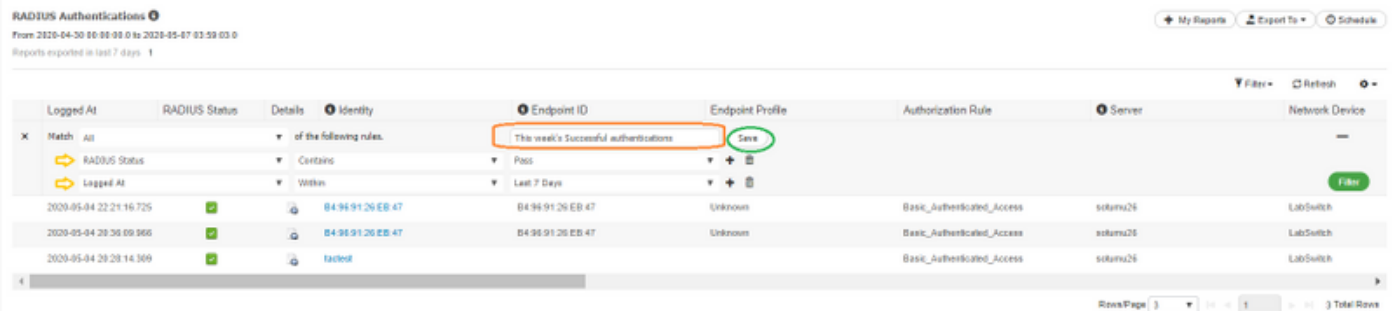 RADIUS Authentications
From 2020-04-30 00:00:00.0 to 2020-05-07 03:59:03.0
Reports exported in last 7 days 1
My Reports Export To Schedule
Filter Refresh
Logged At RADIUS Status Details Identity Endpoint ID Endpoint Profile Authorization Rule Server Network Device
Match All of the following rules. This week's Successful authentications Save
RADIUS Status Contains Pass
Logged At Within Last 7 Days Filter
2020-05-04 22:21:16.725 B4:96:91:26:EB:47 B4:96:91:26:EB:47 Unknown Basic_Authenticated_Access sotumu26 LabSwitch
2020-05-04 20:36:09.966 B4:96:91:26:EB:47 B4:96:91:26:EB:47 Unknown Basic_Authenticated_Access sotumu26 LabSwitch
2020-05-04 20:28:14.309 Basic_Authenticated_Access sotumu26 LabSwitch
Rows/Page 3 1 3 Total Rows